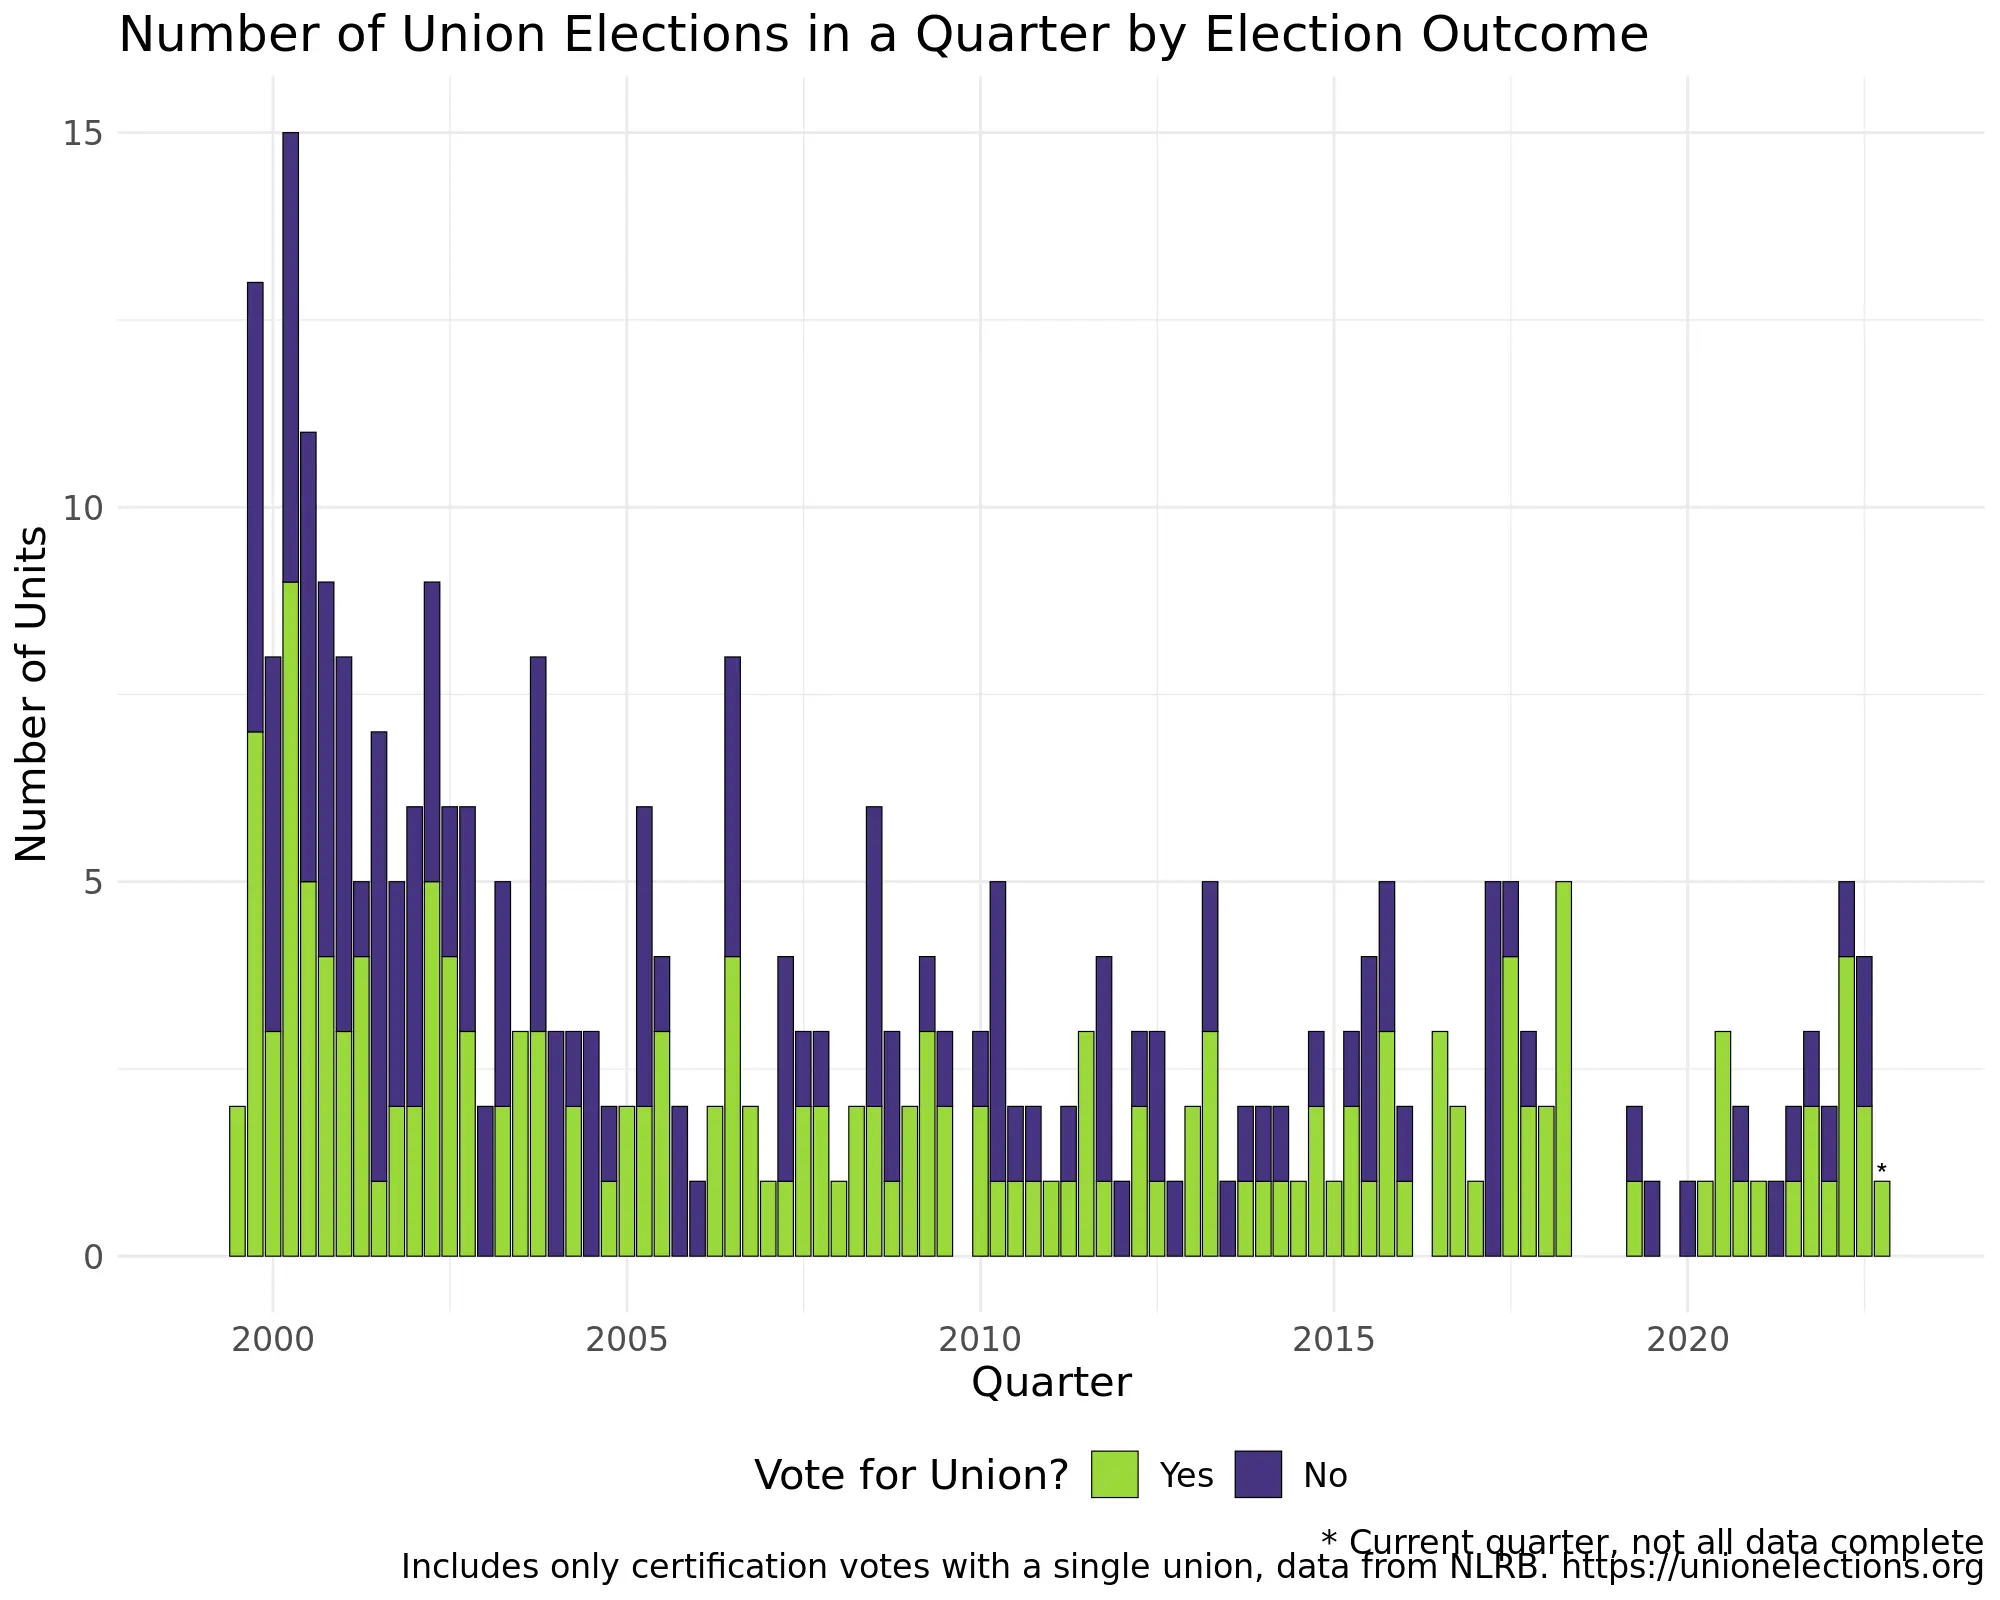 Number of Union Elections in a Quarter by Election Outcome
15
10
5
0
Number of Units
2000 2005 2010 2015 2020
Quarter
Vote for Union? Yes No
*
* Current quarter, not all data complete
Includes only certification votes with a single union, data from NLRB. https://unionelections.org